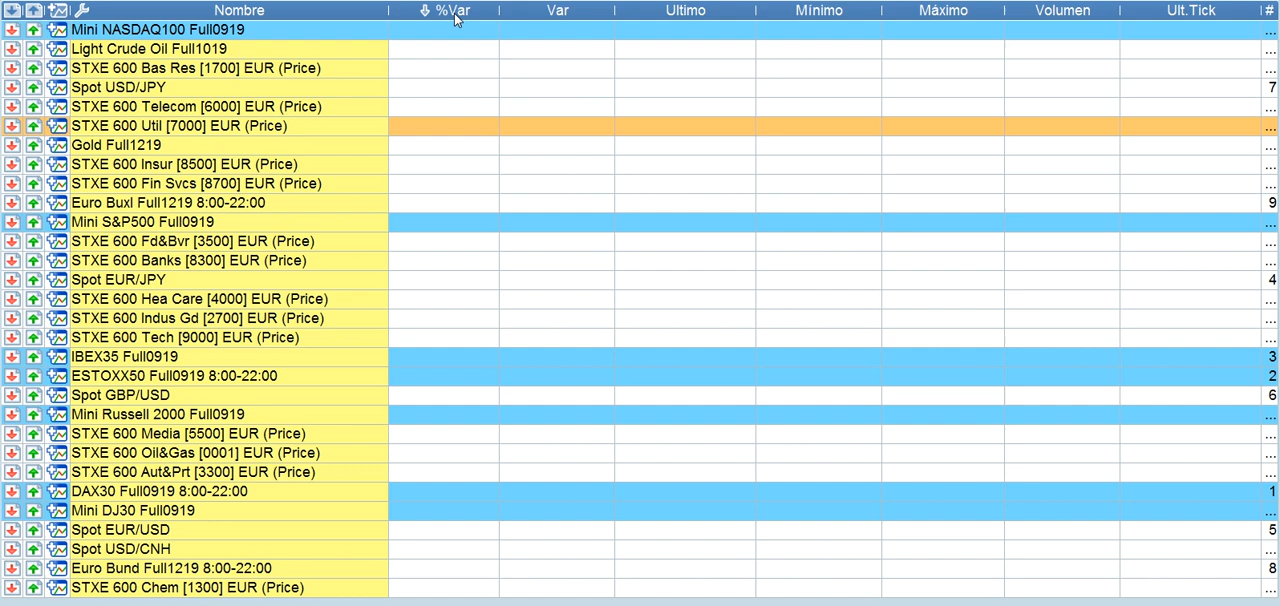 Nombre %Var Var Ultimo Mínimo Máximo Volumen Ult.Tick #
Mini NASDAQ100 Full0919 ...
Light Crude Oil Full1019 ...
STXE 600 Bas Res [1700] EUR (Price) ...
Spot USD/JPY 7
STXE 600 Telecom [6000] EUR (Price) ...
STXE 600 Util [7000] EUR (Price) ...
Gold Full1219 ...
STXE 600 Insur [8500] EUR (Price) ...
STXE 600 Fin Svcs [8700] EUR (Price) ...
Euro Buxl Full1219 8:00-22:00 9
Mini S&P500 Full0919 ...
STXE 600 Fd&Bvr [3500] EUR (Price) ...
STXE 600 Banks [8300] EUR (Price) ...
Spot EUR/JPY 4
STXE 600 Hea Care [4000] EUR (Price) ...
STXE 600 Indus Gd [2700] EUR (Price) ...
STXE 600 Tech [9000] EUR (Price) ...
IBEX35 Full0919 3
ESTOXX50 Full0919 8:00-22:00 2
Spot GBP/USD 6
Mini Russell 2000 Full0919 ...
STXE 600 Media [5500] EUR (Price) ...
STXE 600 Oil&Gas [0001] EUR (Price) ...
STXE 600 Aut&Prt [3300] EUR (Price) ...
DAX30 Full0919 8:00-22:00 1
Mini DJ30 Full0919 ...
Spot EUR/USD 5
Spot USD/CNH ...
Euro Bund Full1219 8:00-22:00 8
STXE 600 Chem [1300] EUR (Price) ...